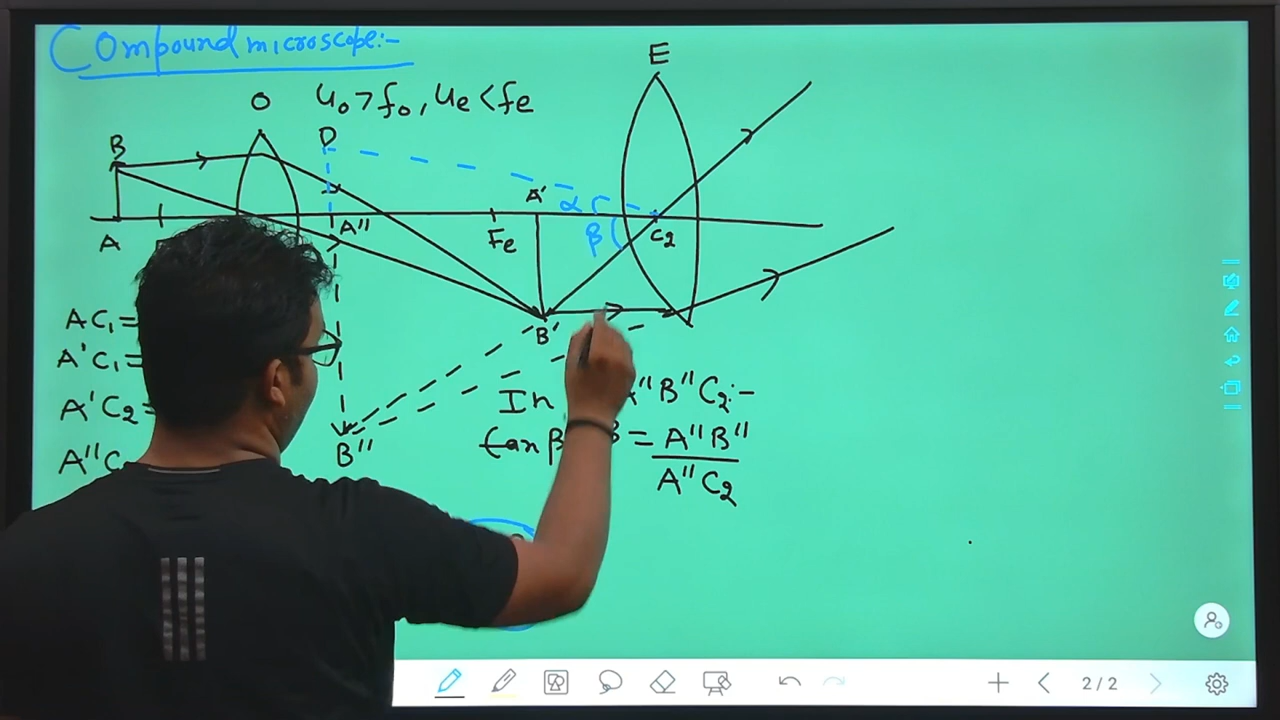 Compound microscope:-
E
O u₀>f₀, uₑ<fₑ
D
B
A' α
A A'' Fe β C₂
AC₁=
A'C₁=
B'
A'C₂=
In A''B''C₂:-
A''C
B''
tan β = A''B''
A''C₂
2/2